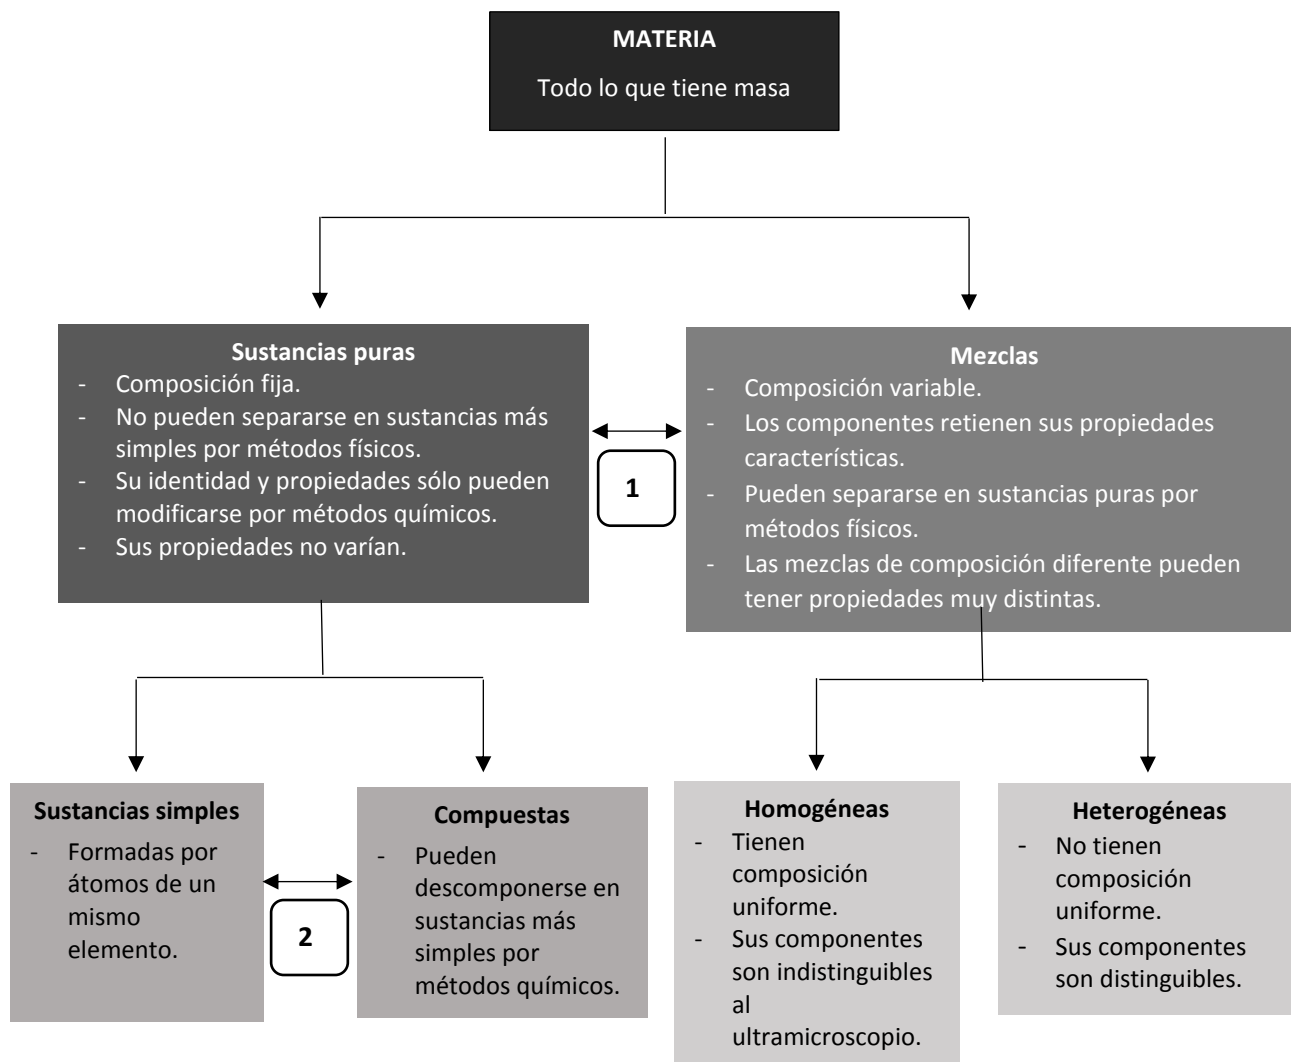 MATERIA
Todo lo que tiene masa
Sustancias puras
- Composición fija.
- No pueden separarse en sustancias más
simples por métodos físicos.
- Su identidad y propiedades sólo pueden
modificarse por métodos químicos.
- Sus propiedades no varían.
1
Mezclas
- Composición variable.
- Los componentes retienen sus propiedades
características.
- Pueden separarse en sustancias puras por
métodos físicos.
- Las mezclas de composición diferente pueden
tener propiedades muy distintas.
Sustancias simples
- Formadas por
átomos de un
mismo
elemento.
2
Compuestas
- Pueden
descomponerse en
sustancias más
simples por
métodos químicos.
Homogéneas
- Tienen
composición
uniforme.
- Sus componentes
son indistinguibles
al
ultramicroscopio.
Heterogéneas
- No tienen
composición
uniforme.
- Sus componentes
son distinguibles.